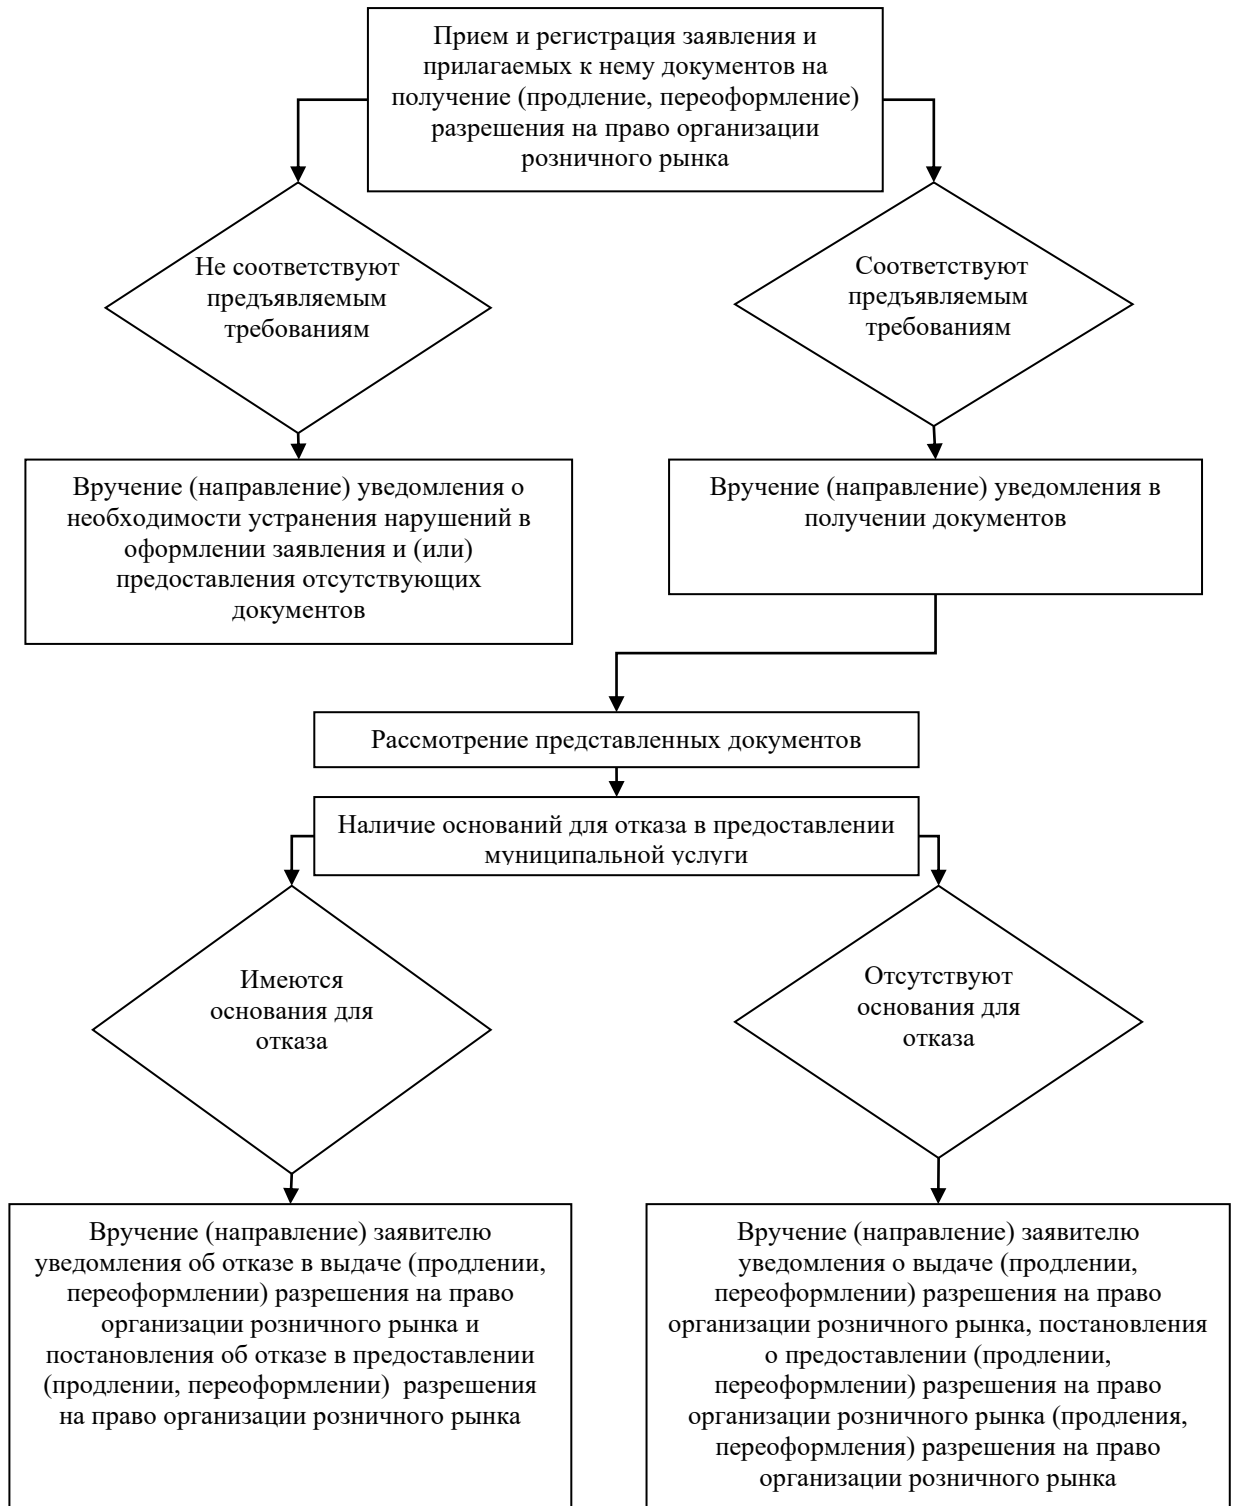 Прием и регистрация заявления и
прилагаемых к нему документов на
получение (продление, переоформление)
разрешения на право организации
розничного рынка
Не соответствуют
предъявляемым
требованиям
Соответствуют
предъявляемым
требованиям
Вручение (направление) уведомления о
необходимости устранения нарушений в
оформлении заявления и (или)
предоставления отсутствующих
документов
Вручение (направление) уведомления в
получении документов
Рассмотрение представленных документов
Наличие оснований для отказа в предоставлении
муниципальной услуги
Имеются
основания для
отказа
Отсутствуют
основания для
отказа
Вручение (направление) заявителю
уведомления об отказе в выдаче (продлении,
переоформлении) разрешения на право
организации розничного рынка и
постановления об отказе в предоставлении
(продлении, переоформлении)  разрешения
на право организации розничного рынка
Вручение (направление) заявителю
уведомления о выдаче (продлении,
переоформлении) разрешения на право
организации розничного рынка, постановления
о предоставлении (продлении,
переоформлении) разрешения на право
организации розничного рынка (продления,
переоформления) разрешения на право
организации розничного рынка